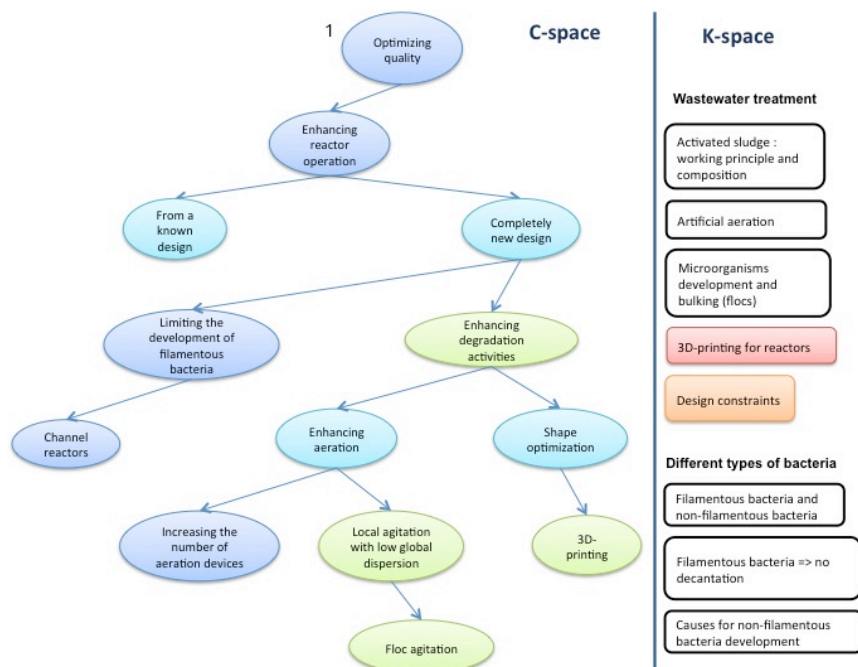 1
Optimizing
quality
C-space
K-space
Enhancing
reactor
operation
From a
known
design
Completely
new design
Limiting the
development of
filamentous
bacteria
Enhancing
degradation
activities
Channel
reactors
Enhancing
aeration
Shape
optimization
Increasing the
number of
aeration devices
Local agitation
with low global
dispersion
3D-
printing
Floc agitation
Wastewater treatment
Activated sludge :
working principle and
composition
Artificial aeration
Microorganisms
development and
bulking (flocs)
3D-printing for reactors
Design constraints
Different types of bacteria
Filamentous bacteria and
non-filamentous bacteria
Filamentous bacteria => no
decantation
Causes for non-filamentous
bacteria development